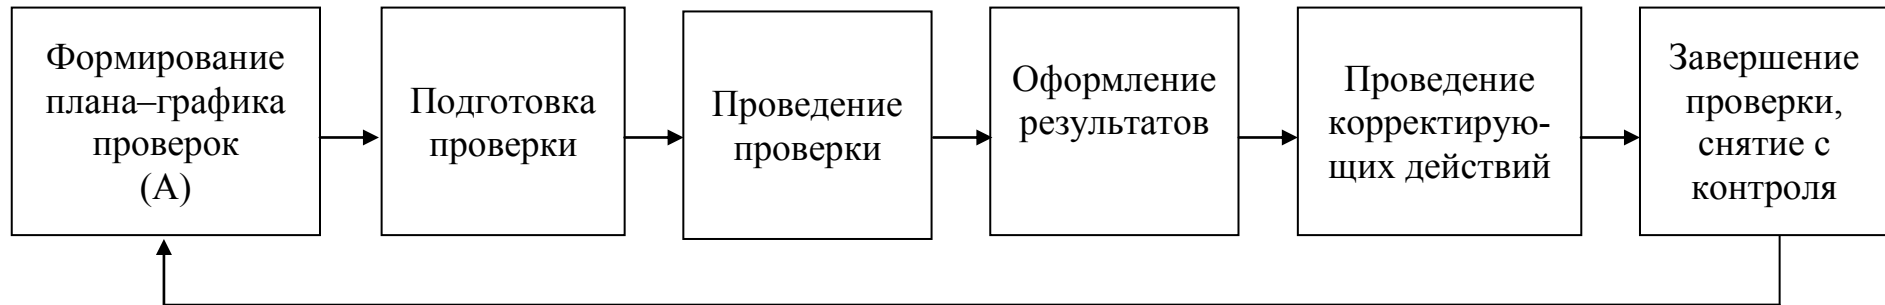 Формирование
плана–графика
проверок
(А)
Подготовка
проверки
Проведение
проверки
Оформление
результатов
Проведение
корректирую-
щих действий
Завершение
проверки,
снятие с
контроля